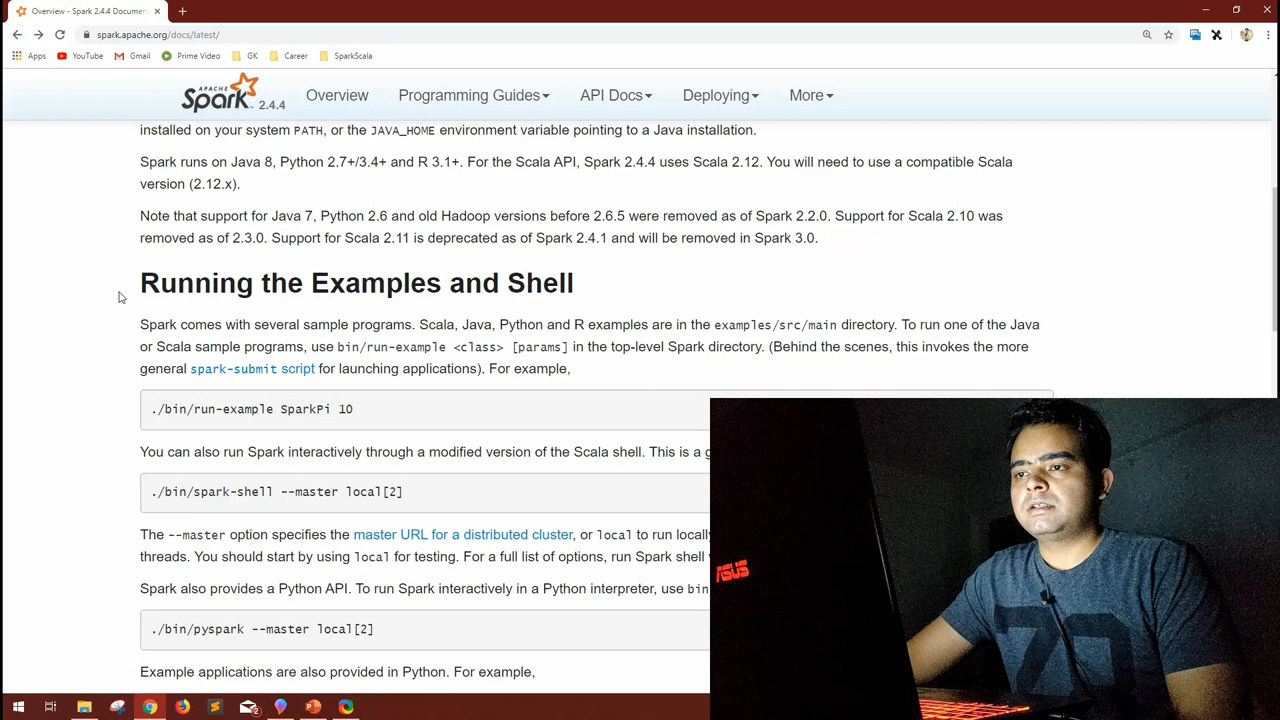 Overview - Spark 2.4.4 Documen
spark.apache.org/docs/latest/
Apps YouTube Gmail Prime Video GK Career SparkScala
APACHE Spark 2.4.4 Overview Programming Guides API Docs Deploying More
installed on your system PATH, or the JAVA_HOME environment variable pointing to a Java installation.
Spark runs on Java 8, Python 2.7+/3.4+ and R 3.1+. For the Scala API, Spark 2.4.4 uses Scala 2.12. You will need to use a compatible Scala
version (2.12.x).
Note that support for Java 7, Python 2.6 and old Hadoop versions before 2.6.5 were removed as of Spark 2.2.0. Support for Scala 2.10 was
removed as of 2.3.0. Support for Scala 2.11 is deprecated as of Spark 2.4.1 and will be removed in Spark 3.0.
Running the Examples and Shell
Spark comes with several sample programs. Scala, Java, Python and R examples are in the examples/src/main directory. To run one of the Java
or Scala sample programs, use bin/run-example <class> [params] in the top-level Spark directory. (Behind the scenes, this invokes the more
general spark-submit script for launching applications). For example,
./bin/run-example SparkPi 10
You can also run Spark interactively through a modified version of the Scala shell. This is a g
./bin/spark-shell --master local[2]
The --master option specifies the master URL for a distributed cluster, or local to run locally
threads. You should start by using local for testing. For a full list of options, run Spark shell
Spark also provides a Python API. To run Spark interactively in a Python interpreter, use bin
./bin/pyspark --master local[2]
Example applications are also provided in Python. For example,
ASUS
79
2